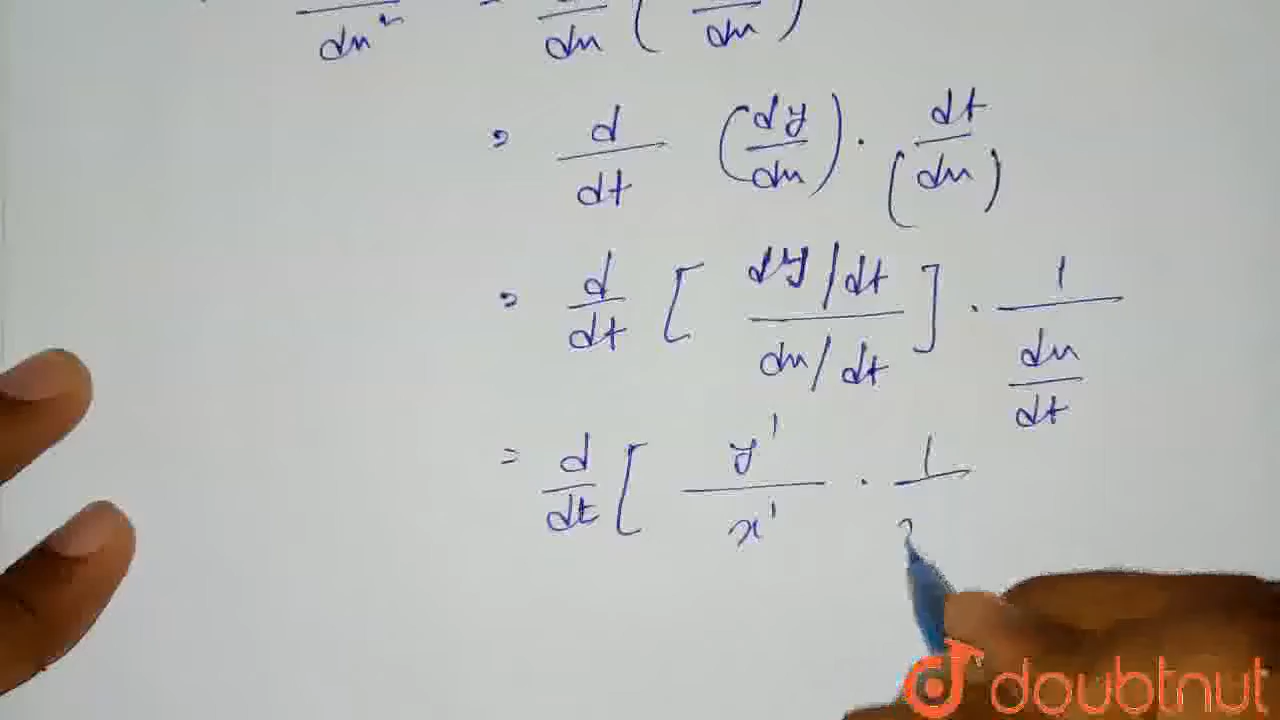 /dx² = /dx ( /dx )
= d/dt (dy/dx) . dt/(dx)
= d/dt [ dy/dt / dx/dt ] . 1 / dx/dt
= d/dt [ y' / x' . 1 /
doubtnut